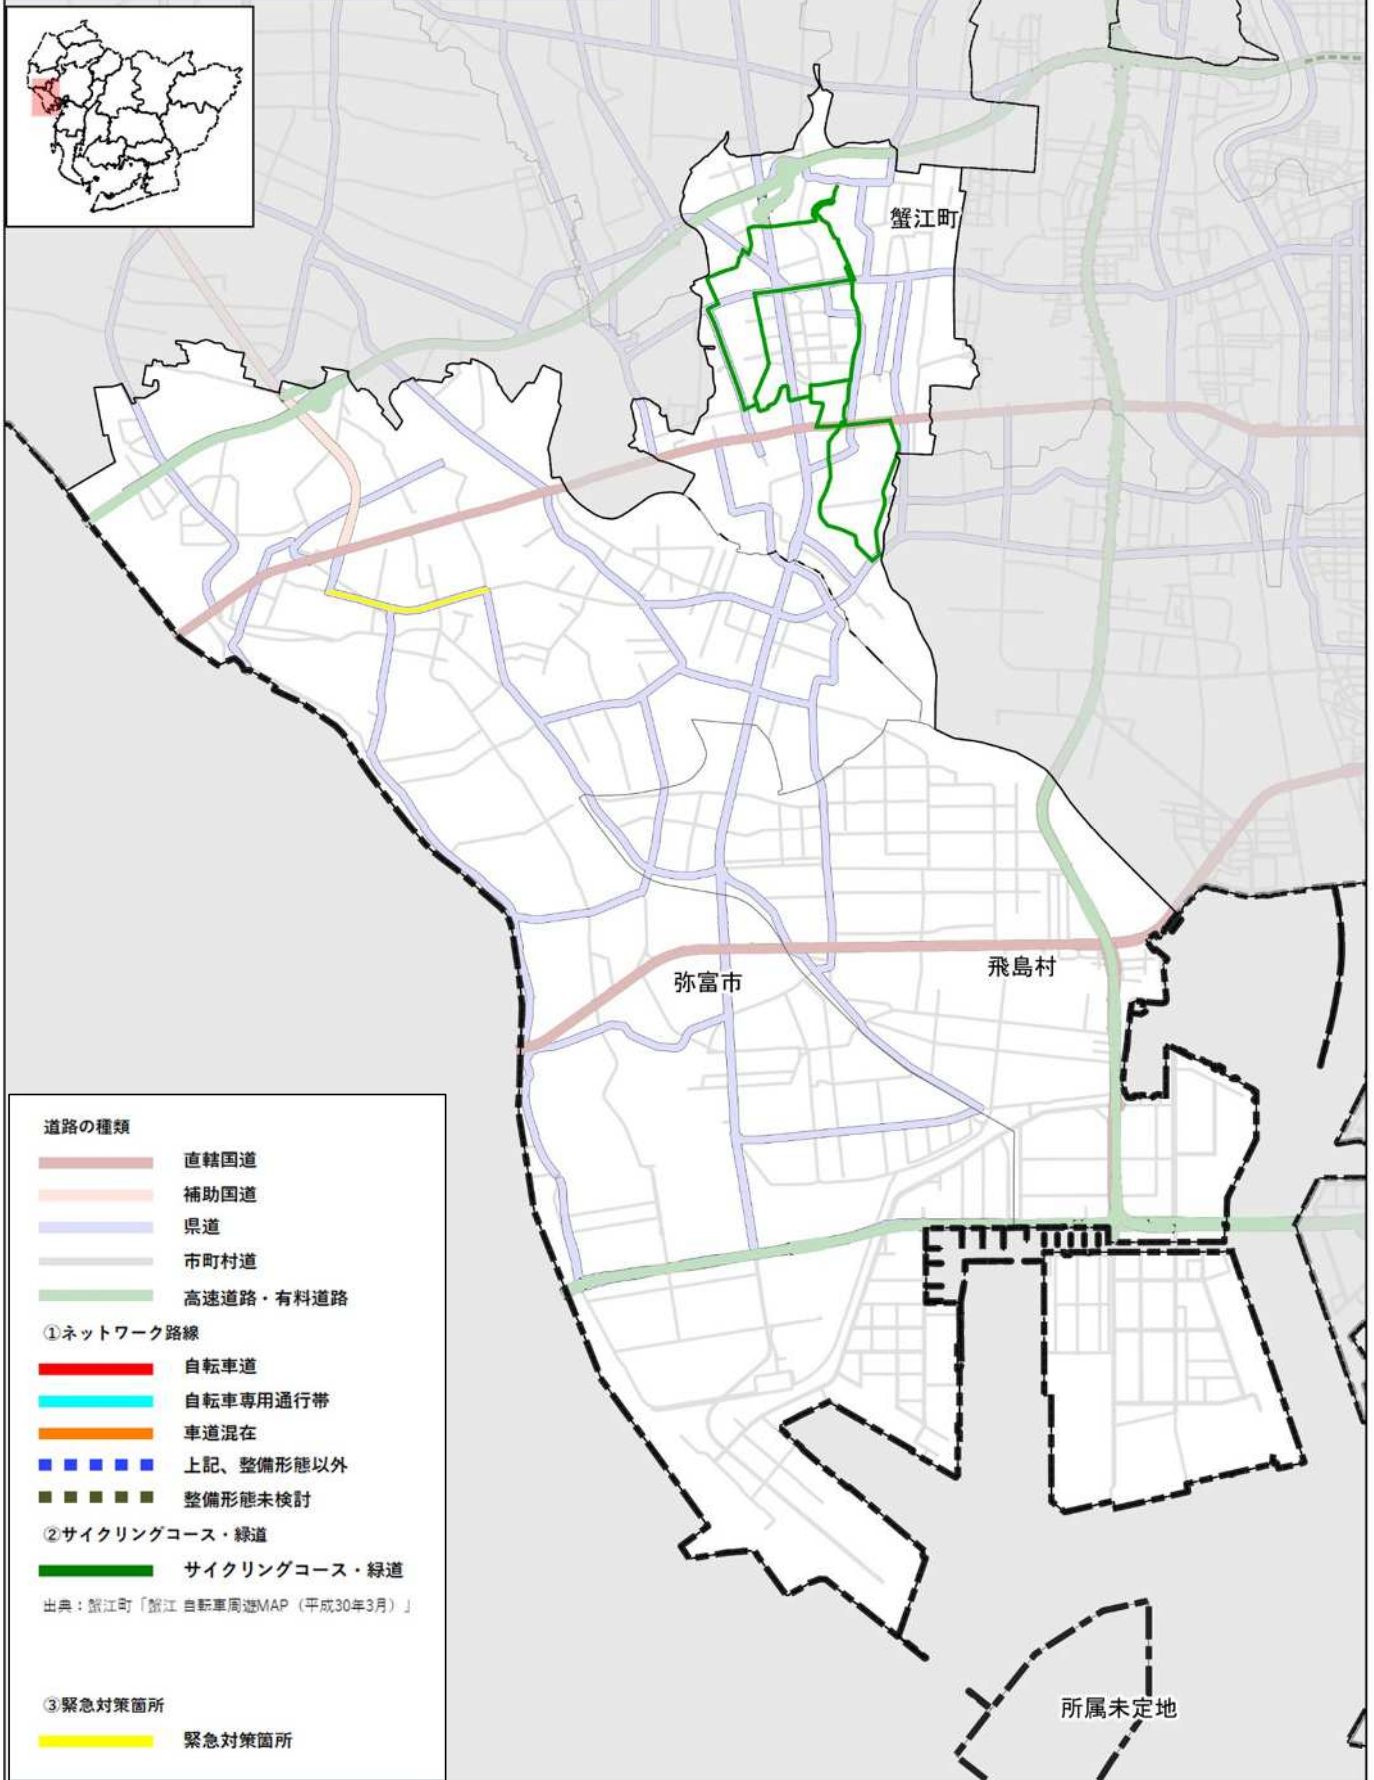 蟹江町
弥富市
飛島村
所属未定地
道路の種類
直轄国道
補助国道
県道
市町村道
高速道路・有料道路
①ネットワーク路線
自転車道
自転車専用通行帯
車道混在
上記、整備形態以外
整備形態未検討
②サイクリングコース・緑道
サイクリングコース・緑道
出典：蟹江町「蟹江 自転車周遊MAP（平成30年3月）」
③緊急対策箇所
緊急対策箇所